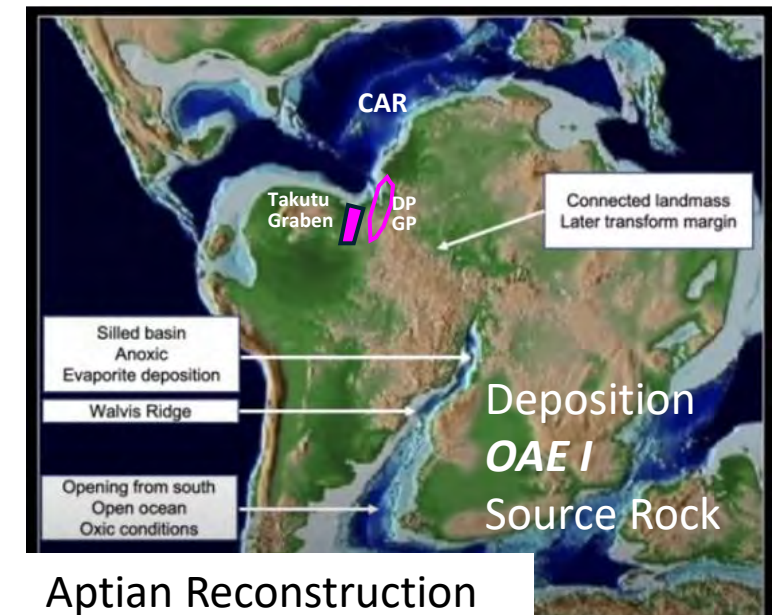 CAR
Takutu
Graben
DP
GP
Connected landmass
Later transform margin
Silled basin
Anoxic
Evaporite deposition
Walvis Ridge
Opening from south
Open ocean
Oxic conditions
Deposition
OAE I
Source Rock
Aptian Reconstruction